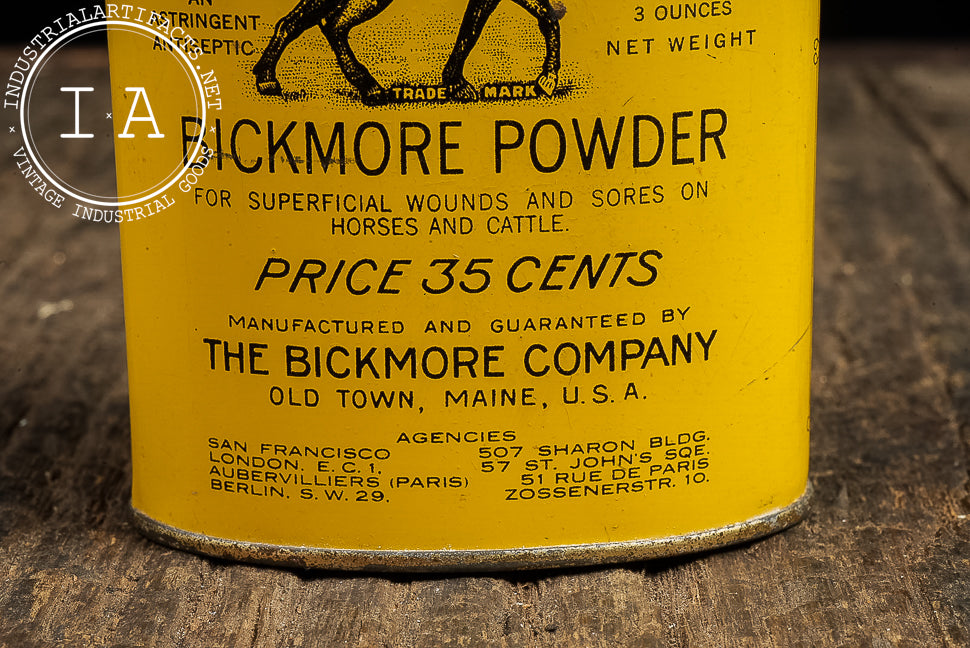 AN
ASTRINGENT
ANTISEPTIC
3 OUNCES
NET WEIGHT
TRADE MARK
BICKMORE POWDER
FOR SUPERFICIAL WOUNDS AND SORES ON
HORSES AND CATTLE.
PRICE 35 CENTS
MANUFACTURED AND GUARANTEED BY
THE BICKMORE COMPANY
OLD TOWN, MAINE, U.S.A.
AGENCIES
SAN FRANCISCO 507 SHARON BLDG.
LONDON. E. C. 1. 57 ST. JOHN'S SQE.
AUBERVILLIERS (PARIS) 51 RUE DE PARIS
BERLIN. S. W. 29. ZOSSENERSTR. 10.
INDUSTRIALARTIFACTS.NET
I·A
VINTAGE INDUSTRIAL GOODS